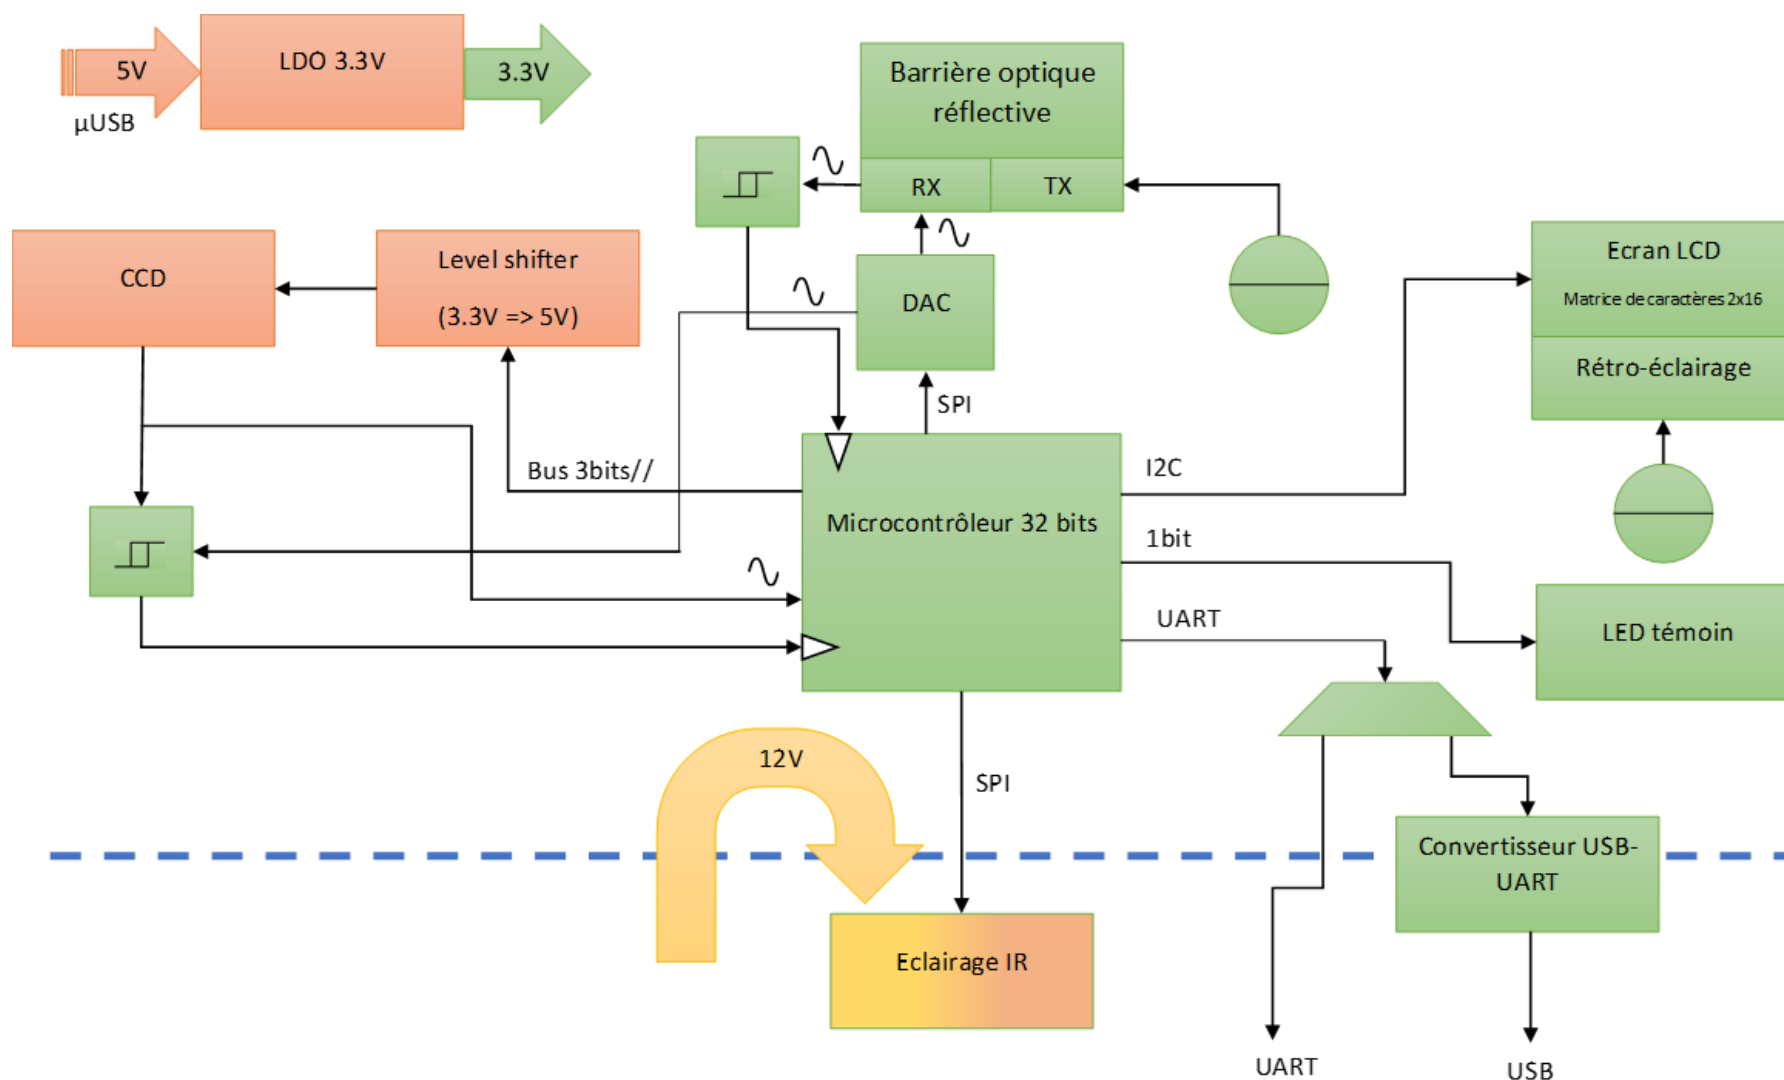 5V
LDO 3.3V
3.3V
µUSB
Barrière optique
réflective
RX
TX
CCD
Level shifter
(3.3V => 5V)
DAC
SPI
Ecran LCD
Matrice de caractères 2x16
Rétro-éclairage
Bus 3bits//
I2C
Microcontrôleur 32 bits
1bit
UART
LED témoin
12V
SPI
Convertisseur USB-
UART
Eclairage IR
UART
USB